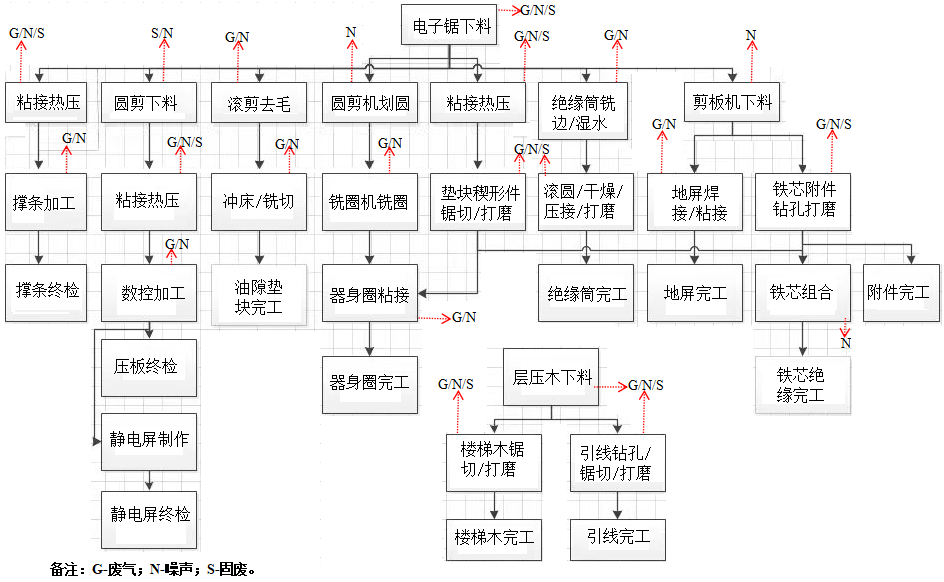 电子锯下料
G/N/S
G/N/S
S/N
G/N
N
G/N/S
G/N
N
粘接热压
圆剪下料
滚剪去毛
圆剪机划圆
粘接热压
绝缘筒铣
边/湿水
剪板机下料
G/N
G/N/S
G/N
G/N
G/N/S
G/N
G/N/S
撑条加工
粘接热压
冲床/铣切
铣圈机铣圈
垫块稧形件
锯切/打磨
滚圆/干燥/
压接/打磨
地屏焊
接/粘接
铁芯附件
钻孔打磨
G/N
撑条终检
数控加工
油隙垫
块完工
器身圈粘接
绝缘筒完工
地屏完工
铁芯组合
附件完工
G/N
N
压板终检
器身圈完工
层压木下料
G/N/S
G/N/S
G/N/S
铁芯绝
缘完工
静电屏制作
楼梯木锯
切/打磨
引线钻孔/
锯切/打磨
静电屏终检
楼梯木完工
引线完工
备注：G-废气；N-噪声；S-固废。